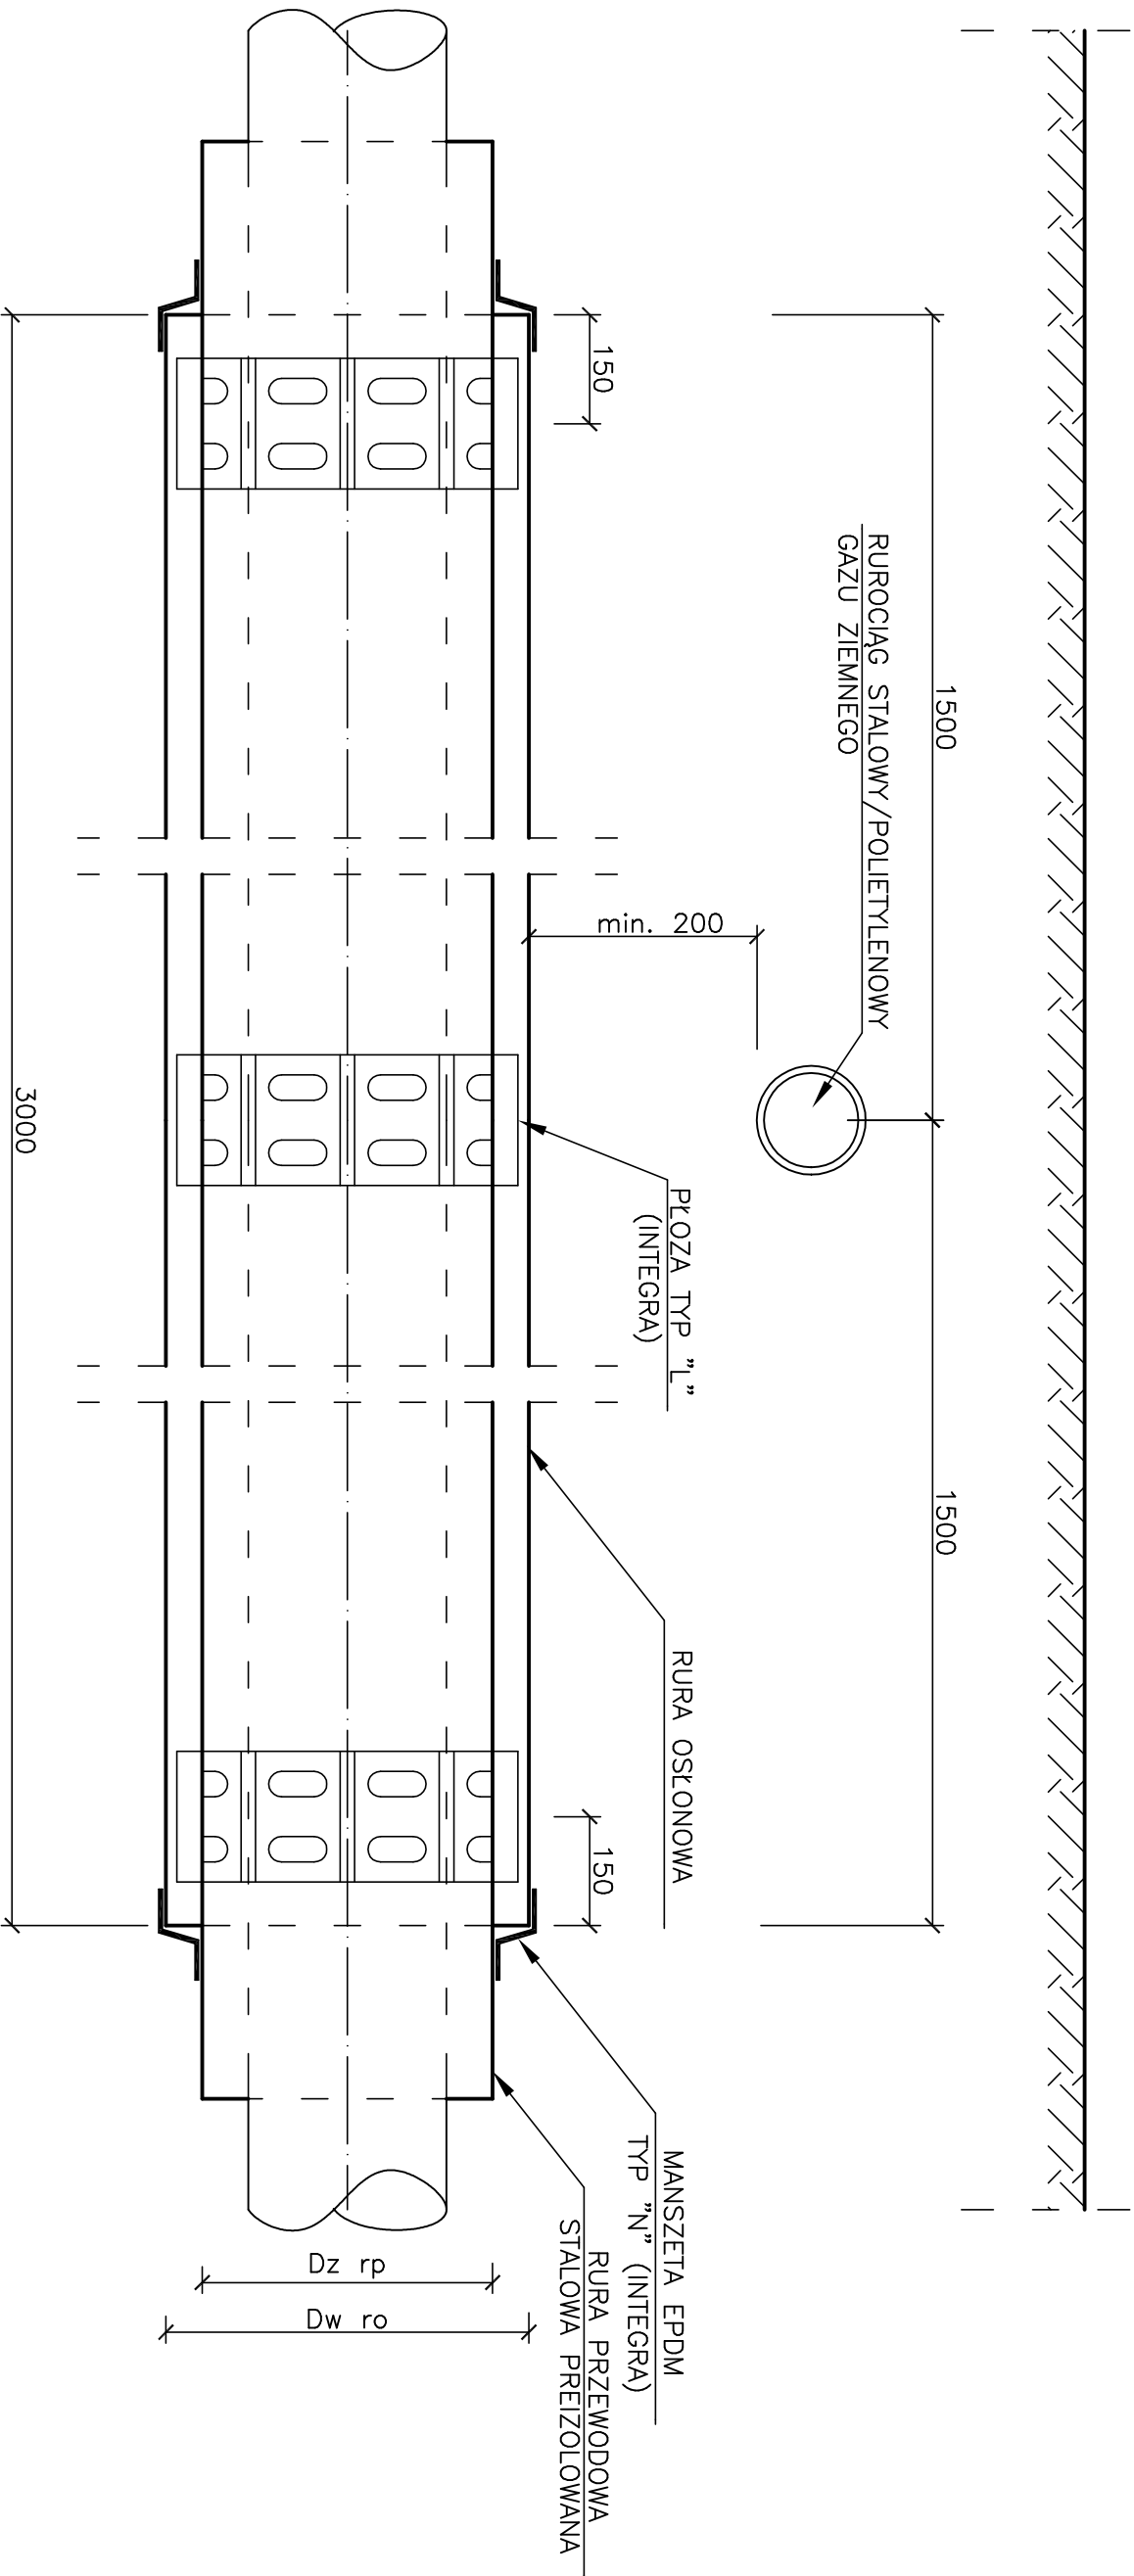 1500
1500
RUROCIĄG STALOWY/POLIETYLENOWY
GAZU ZIEMNEGO
min. 200
PŁOZA TYP "L"
(INTEGRA)
RURA OSŁONOWA
MANSZETA EPDM
TYP "N" (INTEGRA)
RURA PRZEWODOWA
STALOWA PREIZOLOWANA
150
150
Dz rp
Dw ro
3000